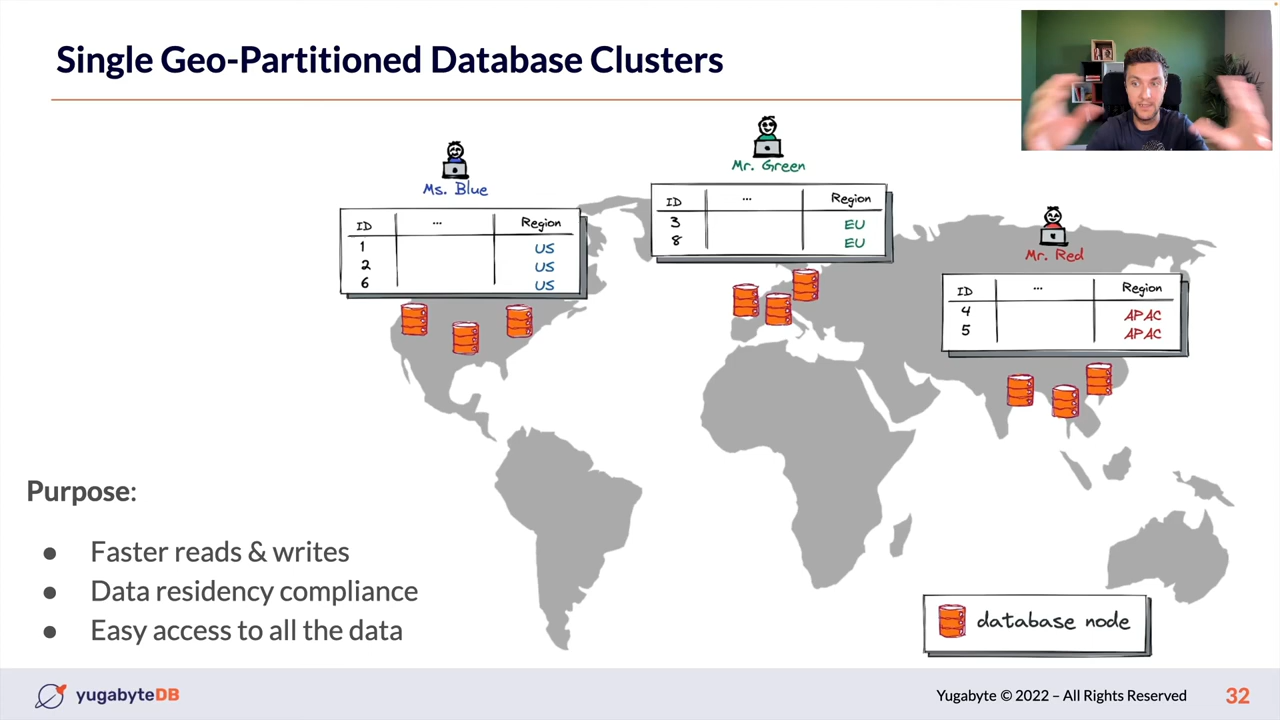 Single Geo-Partitioned Database Clusters
Ms. Blue
ID ... Region
1 US
2 US
6 US
Mr. Green
ID ... Region
3 EU
8 EU
Mr. Red
ID ... Region
4 APAC
5 APAC
Purpose:
● Faster reads & writes
● Data residency compliance
● Easy access to all the data
database node
yugabyteDB
Yugabyte © 2022 – All Rights Reserved
32